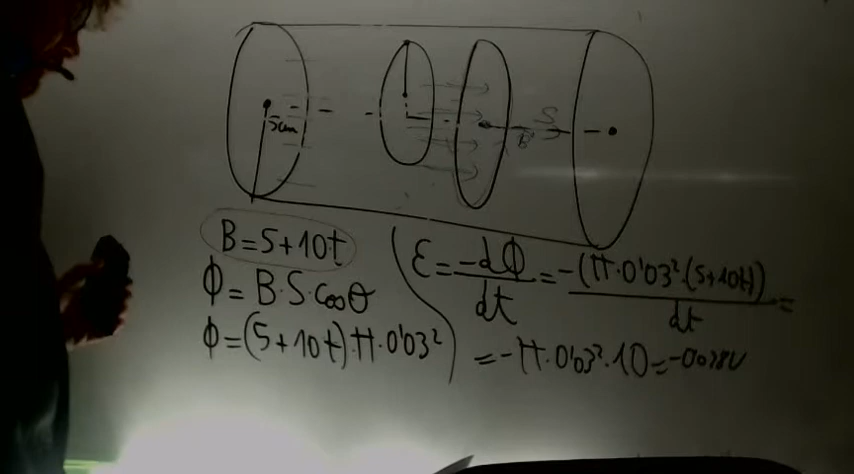 5cm
S
B
B = 5+10t
Φ = B·S·cosθ
Φ = (5+10t)·π·0'03²
ε = -dΦ/dt = -(π·0'03²·(5+10t))/dt =
= -π·0'03²·10 = -0'028V